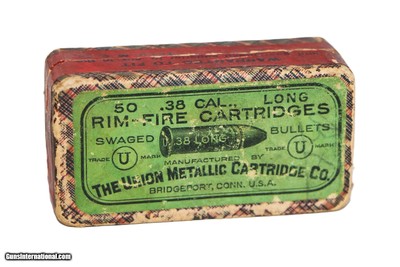 50 .38 CAL. LONG
RIM-FIRE CARTRIDGES
SWAGED .38 LONG BULLETS
TRADE U MARK TRADE U MARK
MANUFACTURED BY
THE UNION METALLIC CARTRIDGE CO.
BRIDGEPORT, CONN. U.S.A.
GunsInternational.com